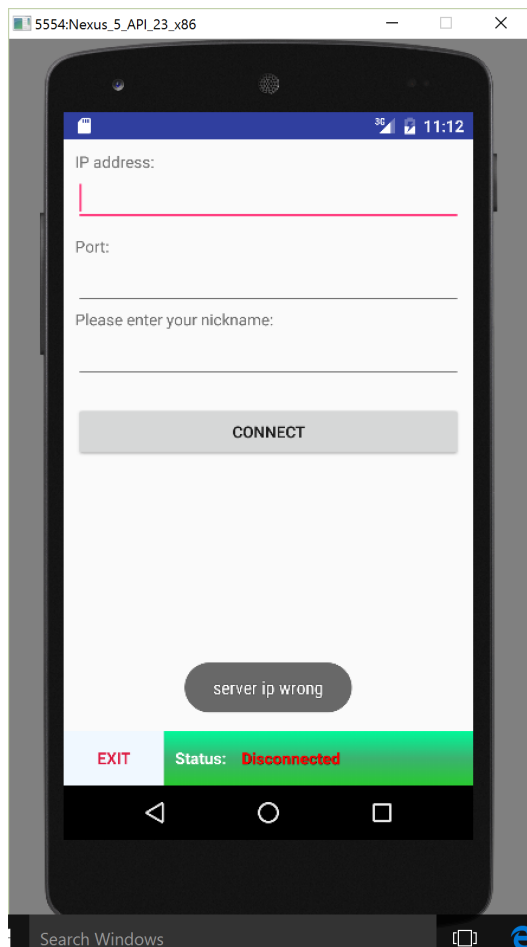 5554:Nexus_5_API_23_x86
3G 11:12
IP address:
Port:
Please enter your nickname:
CONNECT
server ip wrong
EXIT Status: Disconnected
Search Windows